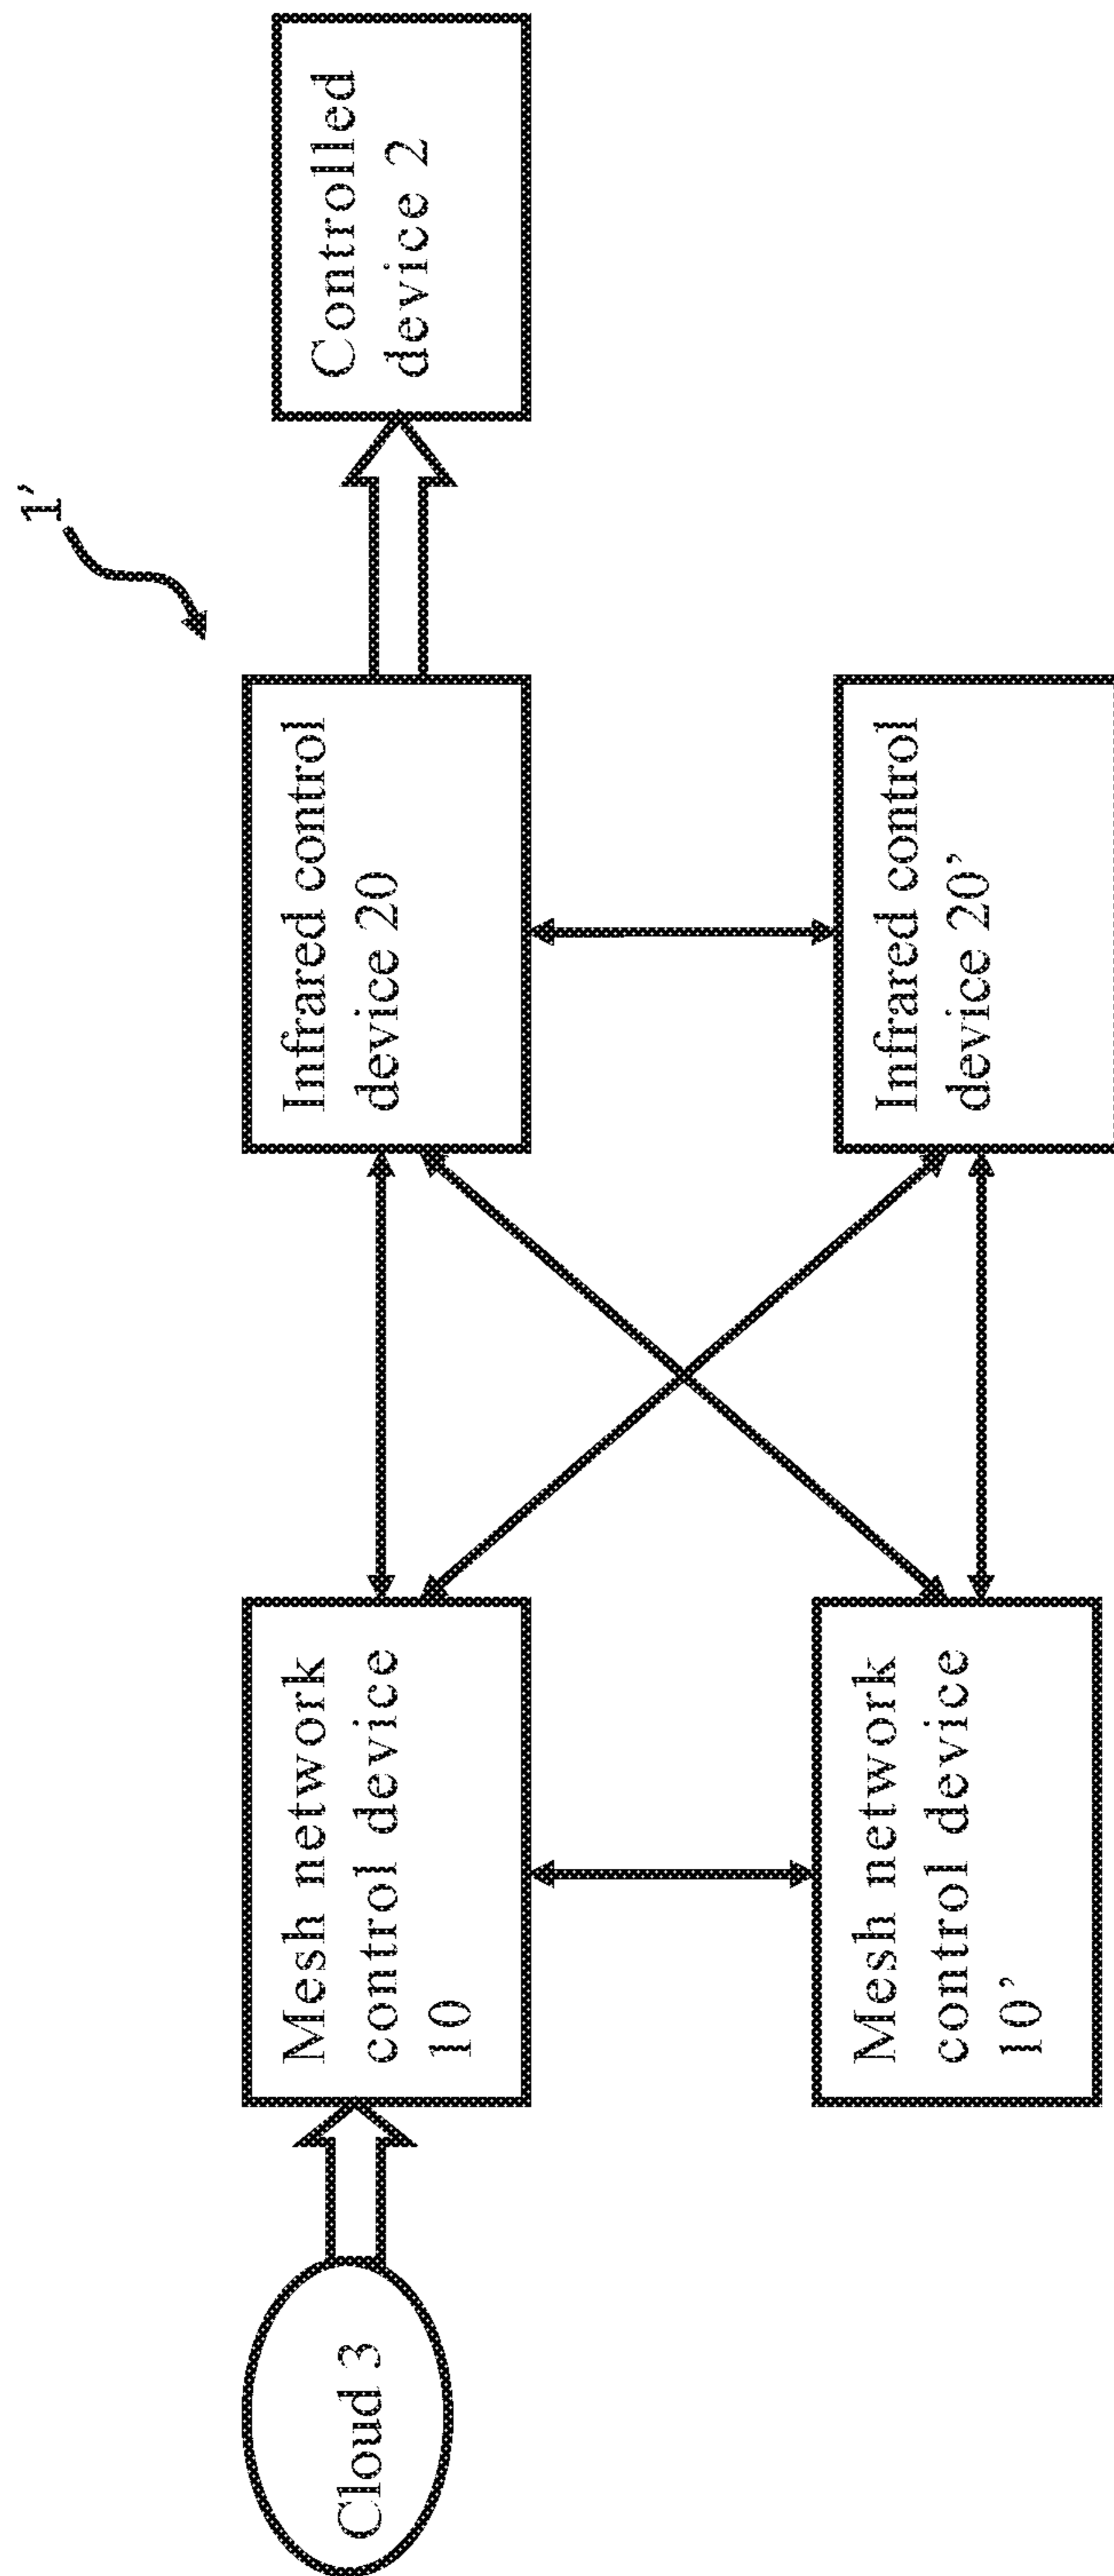 1’
Cloud 3
Mesh network
control device
10
Infrared control
device 20
Controlled
device 2
Mesh network
control device
10’
Infrared control
device 20’